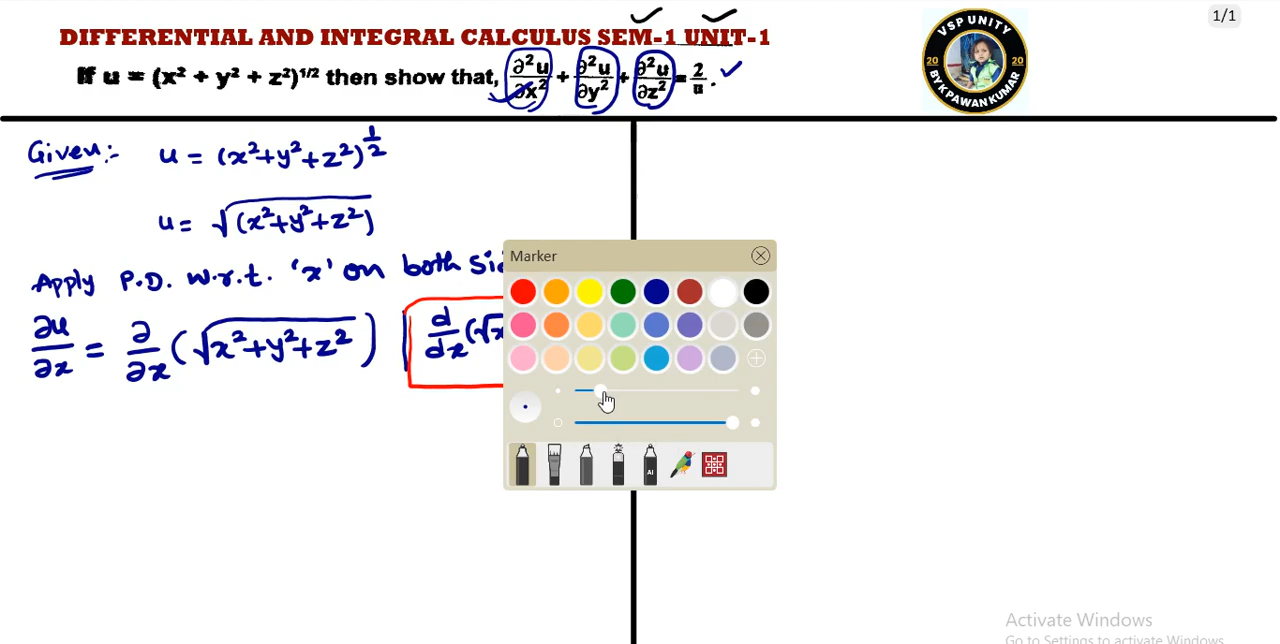 1/1
DIFFERENTIAL AND INTEGRAL CALCULUS SEM-1 UNIT-1
If u = (x² + y² + z²)^1/2 then show that, ∂²u/∂x² + ∂²u/∂y² + ∂²u/∂z² = 2/u.
VSP UNITY
20 20
BY K PAWAN KUMAR
Given:- u = (x²+y²+z²)^1/2
u = √(x²+y²+z²)
Apply P.D. w.r.t. 'x' on both
∂u/∂x = ∂/∂x (√x²+y²+z²) | d/dx (√x
Marker
AI
Activate Windows
Go to Settings to activate Windows